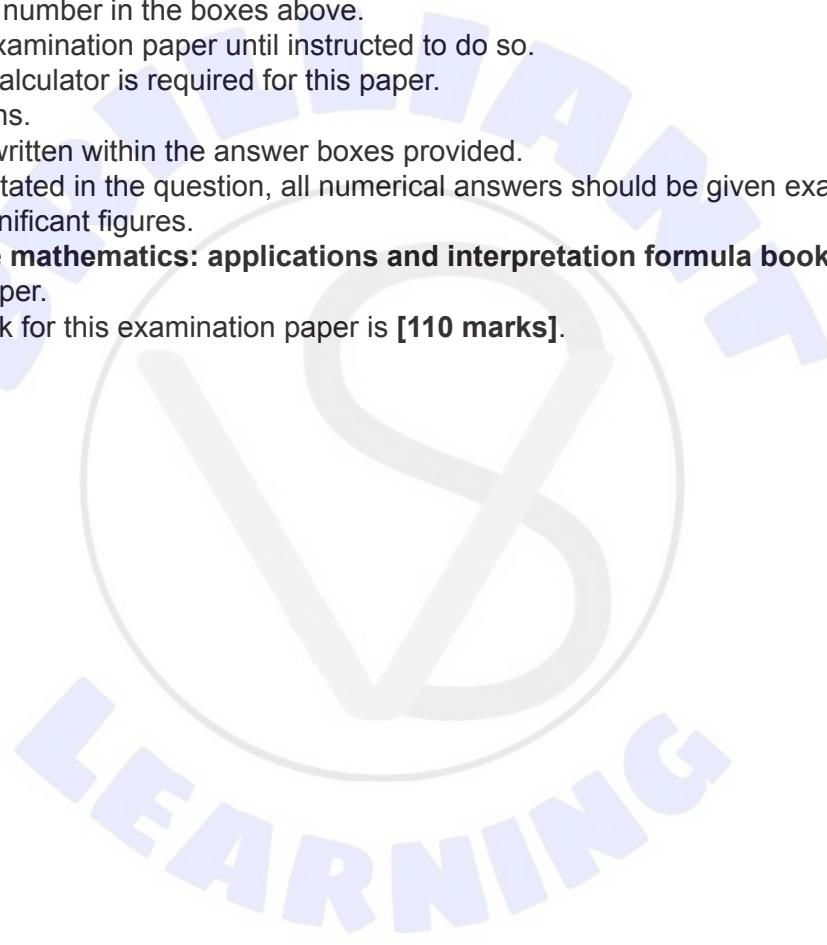 number in the boxes above.
xamination paper until instructed to do so.
alculator is required for this paper.
ns.
written within the answer boxes provided.
tated in the question, all numerical answers should be given exa
nificant figures.
e mathematics: applications and interpretation formula book
per.
k for this examination paper is [110 marks].
BRILLIANT
VS
LEARNING